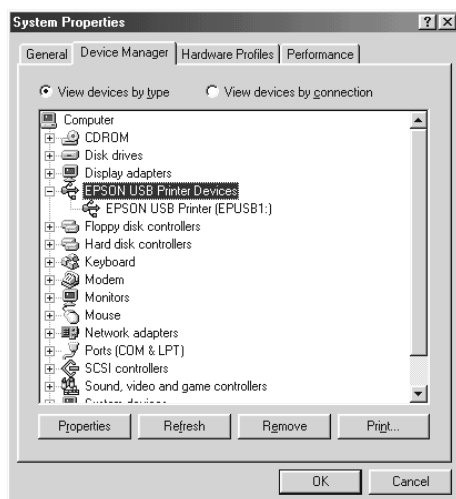 System Properties
General Device Manager Hardware Profiles Performance
View devices by type View devices by connection
Computer
CDROM
Disk drives
Display adapters
EPSON USB Printer Devices
EPSON USB Printer (EPUSB1:)
Floppy disk controllers
Hard disk controllers
Keyboard
Modem
Monitors
Mouse
Network adapters
Ports (COM & LPT)
SCSI controllers
Sound, video and game controllers
Properties Refresh Remove Print...
OK Cancel